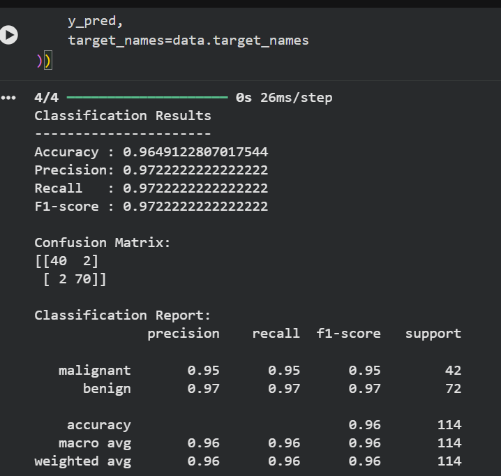 y_pred,
target_names=data.target_names
))
••• 4/4 ━━━━━━━━━━━━━━━━━━━━ 0s 26ms/step
Classification Results
----------------------
Accuracy : 0.9649122807017544
Precision: 0.9722222222222222
Recall   : 0.9722222222222222
F1-score : 0.9722222222222222

Confusion Matrix:
[[40  2]
 [ 2 70]]

Classification Report:
              precision    recall  f1-score   support

   malignant       0.95      0.95      0.95        42
      benign       0.97      0.97      0.97        72

    accuracy                           0.96       114
   macro avg       0.96      0.96      0.96       114
weighted avg       0.96      0.96      0.96       114